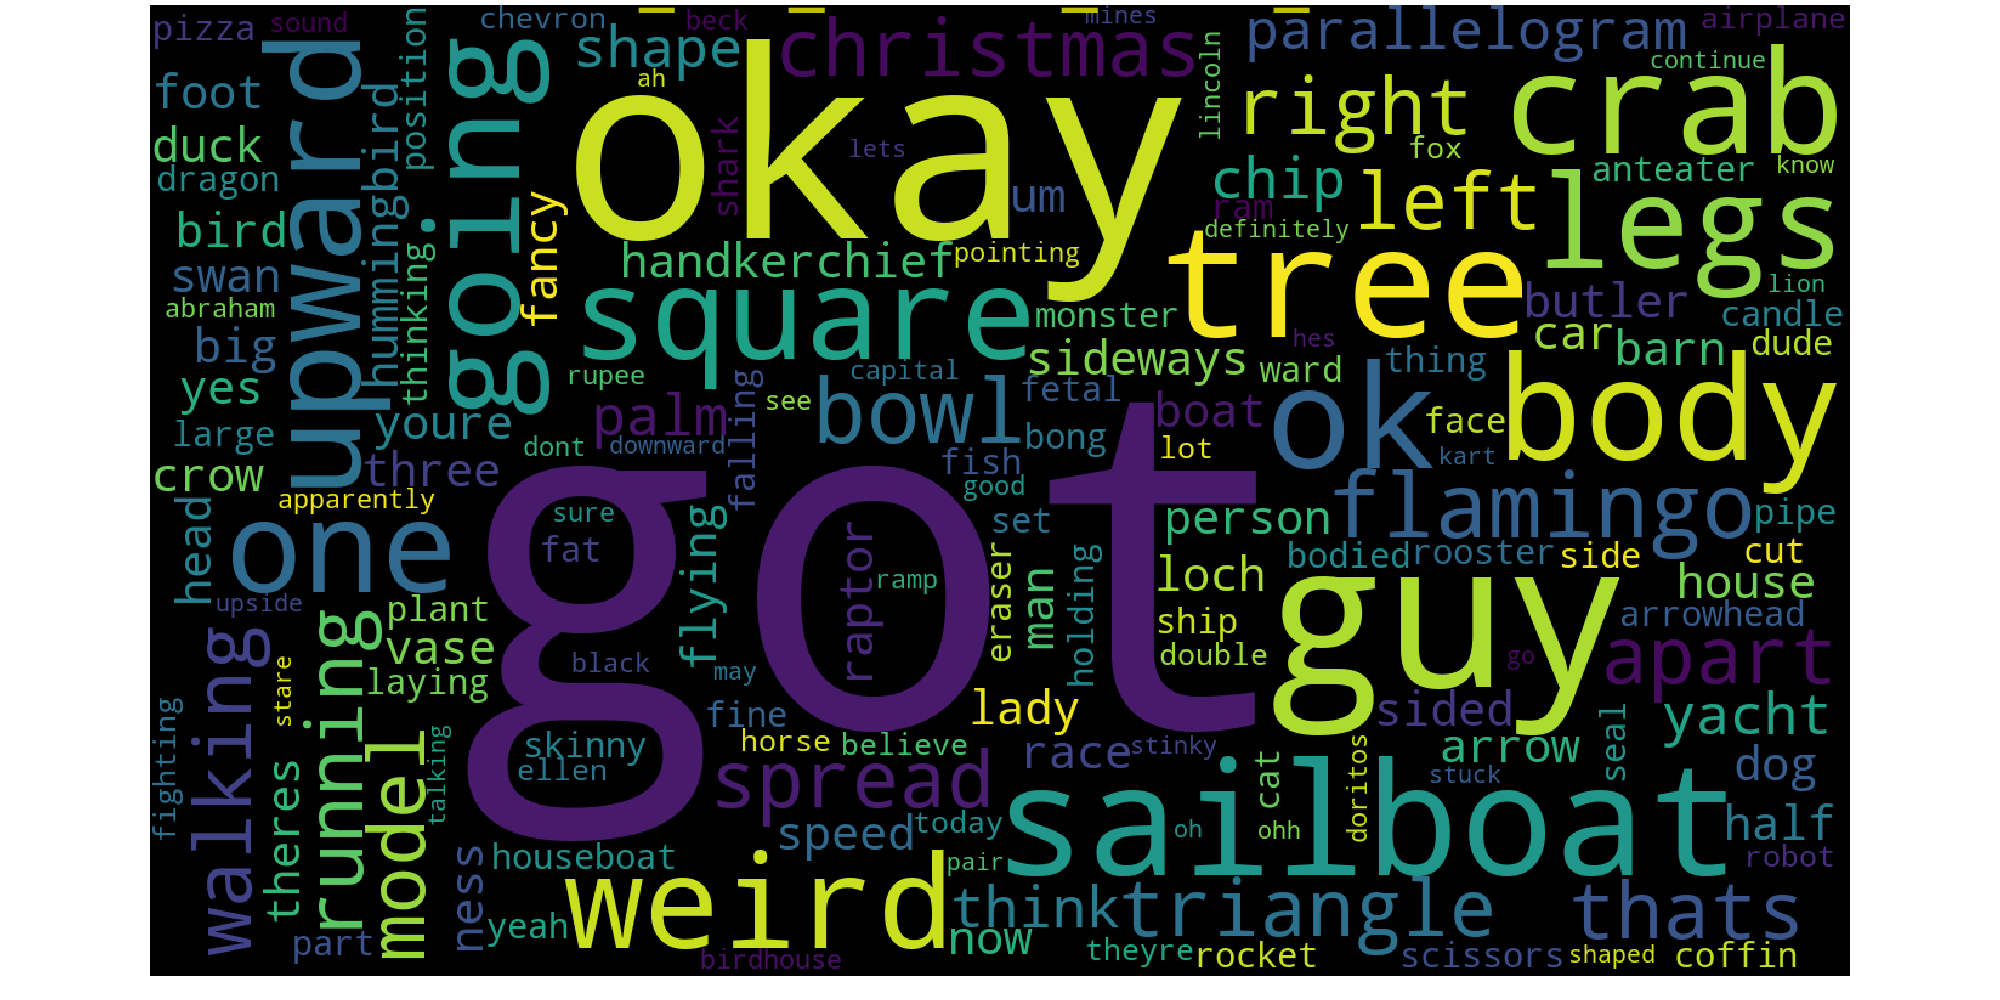 pizza
sound
chevron
beck
mines
airplane
shape
christmas
parallelogram
foot
upward
position
going
okay
ah
lincoln
right
crab
continue
duck
hummingbird
shark
lets
fox
dragon
chip
left
anteater
know
legs
bird
fancy
um
ram
definitely
swan
thinking
handkerchief
pointing
tree
abraham
square
monster
butler
lion
candle
big
hes
car
barn
dude
yes
rupee
capital
sideways
ward
thing
body
large
youre
palm
falling
see
bowl
fetal
boat
ok
face
crow
three
dont
downward
fish
bong
lot
kart
flamingo
apparently
got
good
head
one
sure
set
person
pipe
fat
flying
raptor
ramp
eraser
man
holding
loch
bodied
rooster
side
cut
house
guy
upside
plant
vase
ship
arrowhead
walking
running
laying
black
may
double
go
apart
stare
fine
lady
sided
yacht
fighting
theres
model
talking
skinny
ellen
horse
believe
race
stinky
cat
doritos
arrow
seal
dog
spread
stuck
sailboat
speed
today
oh
ohh
half
ness
houseboat
pair
robot
weird
think
triangle
thats
part
yeah
now
birdhouse
theyre
rocket
scissors
shaped
coffin